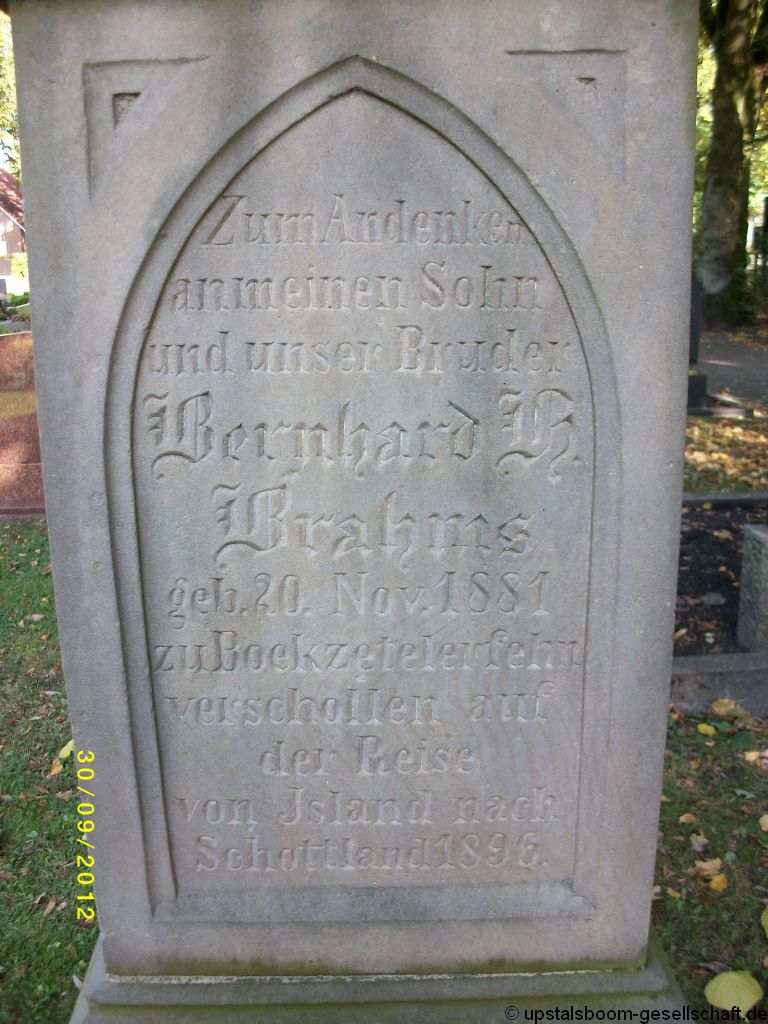 Zum Andenken
an meinen Sohn
und unser Bruder
Bernhard H.
Brahms
geb. 20. Nov. 1881
zu Boekzetelerfehn
verschollen auf
der Reise
von Jsland nach
Schottland 1896.
30/09/2012
© upstalsboom-gesellschaft.de